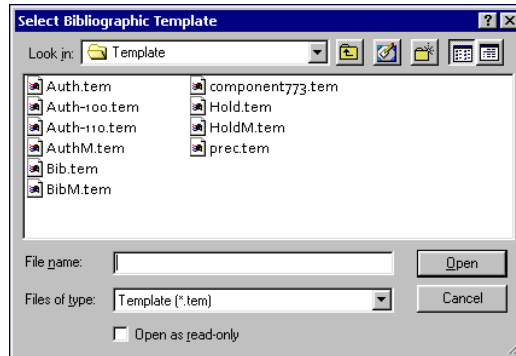 Select Bibliographic Template
Look in: Template
Auth.tem
Auth-100.tem
Auth-110.tem
AuthM.tem
Bib.tem
BibM.tem
component773.tem
Hold.tem
HoldM.tem
prec.tem
File name:
Open
Files of type: Template (*.tem)
Cancel
Open as read-only